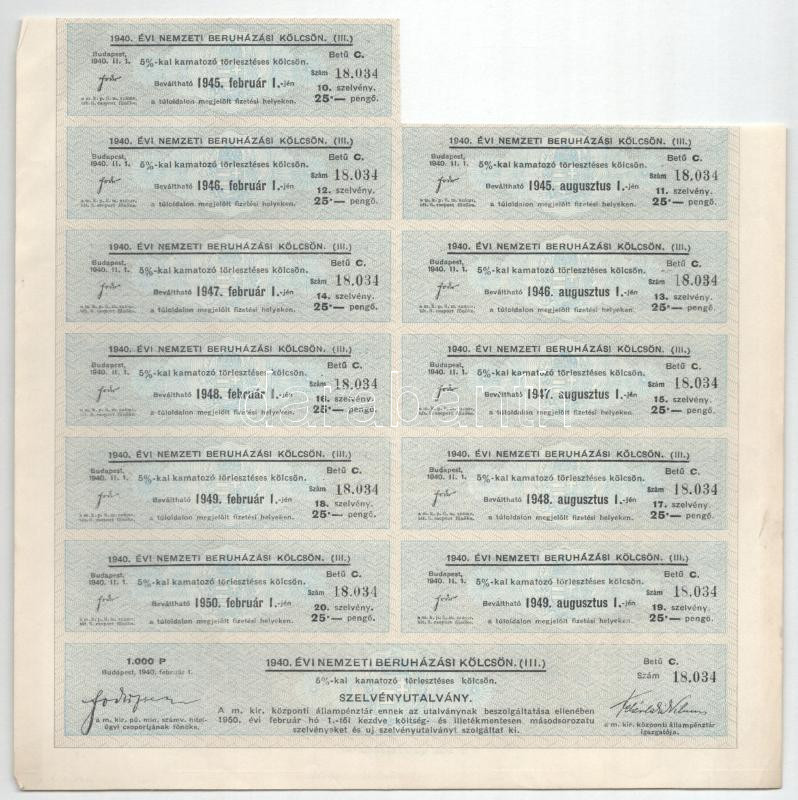 1940. ÉVI NEMZETI BERUHÁZÁSI KÖLCSÖN. (III.)
Budapest, 1940. II. 1.
5%-kal kamatozó törlesztéses kölcsön.
Betű C.
Szám 18.034
Beváltható 1945. február 1.-jén
10. szelvény.
a túloldalon megjelölt fizetési helyeken.
25·— pengő.
1940. ÉVI NEMZETI BERUHÁZÁSI KÖLCSÖN. (III.)
Budapest, 1940. II. 1.
5%-kal kamatozó törlesztéses kölcsön.
Betű C.
Szám 18.034
Beváltható 1946. február 1.-jén
12. szelvény.
a túloldalon megjelölt fizetési helyeken.
25·— pengő.
1940. ÉVI NEMZETI BERUHÁZÁSI KÖLCSÖN. (III.)
Budapest, 1940. II. 1.
5%-kal kamatozó törlesztéses kölcsön.
Betű C.
Szám 18.034
Beváltható 1945. augusztus 1.-jén
11. szelvény.
a túloldalon megjelölt fizetési helyeken.
25·— pengő.
1940. ÉVI NEMZETI BERUHÁZÁSI KÖLCSÖN. (III.)
Budapest, 1940. II. 1.
5%-kal kamatozó törlesztéses kölcsön.
Betű C.
Szám 18.034
Beváltható 1947. február 1.-jén
14. szelvény.
a túloldalon megjelölt fizetési helyeken.
25·— pengő.
1940. ÉVI NEMZETI BERUHÁZÁSI KÖLCSÖN. (III.)
Budapest, 1940. II. 1.
5%-kal kamatozó törlesztéses kölcsön.
Betű C.
Szám 18.034
Beváltható 1946. augusztus 1.-jén
13. szelvény.
a túloldalon megjelölt fizetési helyeken.
25·— pengő.
1940. ÉVI NEMZETI BERUHÁZÁSI KÖLCSÖN. (III.)
Budapest, 1940. II. 1.
5%-kal kamatozó törlesztéses kölcsön.
Betű C.
Szám 18.034
Beváltható 1948. február 1.-jén
16. szelvény.
a túloldalon megjelölt fizetési helyeken.
25·— pengő.
1940. ÉVI NEMZETI BERUHÁZÁSI KÖLCSÖN. (III.)
Budapest, 1940. II. 1.
5%-kal kamatozó törlesztéses kölcsön.
Betű C.
Szám 18.034
Beváltható 1947. augusztus 1.-jén
15. szelvény.
a túloldalon megjelölt fizetési helyeken.
25·— pengő.
darabanth
1940. ÉVI NEMZETI BERUHÁZÁSI KÖLCSÖN. (III.)
Budapest, 1940. II. 1.
5%-kal kamatozó törlesztéses kölcsön.
Betű C.
Szám 18.034
Beváltható 1949. február 1.-jén
18. szelvény.
a túloldalon megjelölt fizetési helyeken.
25·— pengő.
1940. ÉVI NEMZETI BERUHÁZÁSI KÖLCSÖN. (III.)
Budapest, 1940. II. 1.
5%-kal kamatozó törlesztéses kölcsön.
Betű C.
Szám 18.034
Beváltható 1948. augusztus 1.-jén
17. szelvény.
a túloldalon megjelölt fizetési helyeken.
25·— pengő.
1940. ÉVI NEMZETI BERUHÁZÁSI KÖLCSÖN. (III.)
Budapest, 1940. II. 1.
5%-kal kamatozó törlesztéses kölcsön.
Betű C.
Szám 18.034
Beváltható 1950. február 1.-jén
20. szelvény.
a túloldalon megjelölt fizetési helyeken.
25·— pengő.
1940. ÉVI NEMZETI BERUHÁZÁSI KÖLCSÖN. (III.)
Budapest, 1940. II. 1.
5%-kal kamatozó törlesztéses kölcsön.
Betű C.
Szám 18.034
Beváltható 1949. augusztus 1.-jén
19. szelvény.
a túloldalon megjelölt fizetési helyeken.
25·— pengő.
1.000 P
Budapest, 1940. február 1.
1940. ÉVI NEMZETI BERUHÁZÁSI KÖLCSÖN. (III.)
5%-kal kamatozó törlesztéses kölcsön.
Betű C.
Szám 18.034
SZELVÉNYUTALVÁNY.
A m. kir. központi állampénztár ennek az utalványnak beszolgáltatása ellenében
1950. évi február hó 1.-től kezdve költség- és illetékmentesen másodsorozatu
szelvényeket és uj szelvényutalványt szolgáltat ki.
a m. kir. pü. min. számv. hitel-
ügyi csoportjának főnöke.
a m. kir. központi állampénztár
igazgatója.